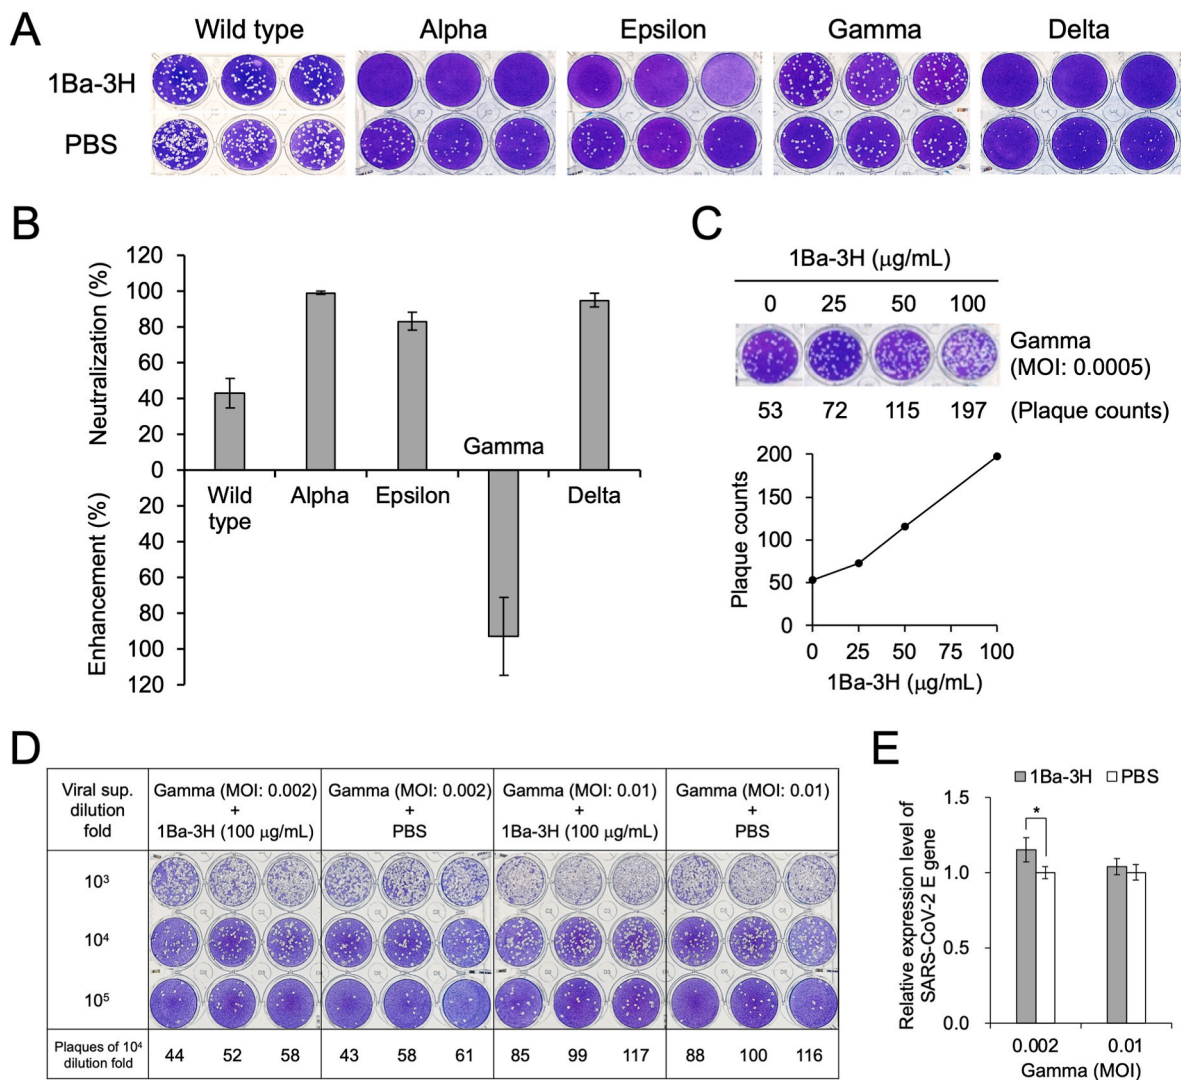 A
Wild type Alpha Epsilon Gamma Delta
1Ba-3H
PBS
B
120
100
80
60
40
20
0
20
40
60
80
100
120
Neutralization (%)
Enhancement (%)
Gamma
Wild type Alpha Epsilon Delta
C
1Ba-3H (μg/mL)
0 25 50 100
Gamma
(MOI: 0.0005)
53 72 115 197 (Plaque counts)
Plaque counts
200
150
100
50
0
0 25 50 75 100
1Ba-3H (μg/mL)
D
Viral sup. dilution fold
Gamma (MOI: 0.002) + 1Ba-3H (100 μg/mL)
Gamma (MOI: 0.002) + PBS
Gamma (MOI: 0.01) + 1Ba-3H (100 μg/mL)
Gamma (MOI: 0.01) + PBS
10³
10⁴
10⁵
Plaques of 10⁴ dilution fold
44 52 58 43 58 61 85 99 117 88 100 116
E
1Ba-3H PBS
Relative expression level of
SARS-CoV-2 E gene
1.5
1.0
0.5
0.0
*
0.002 0.01
Gamma (MOI)